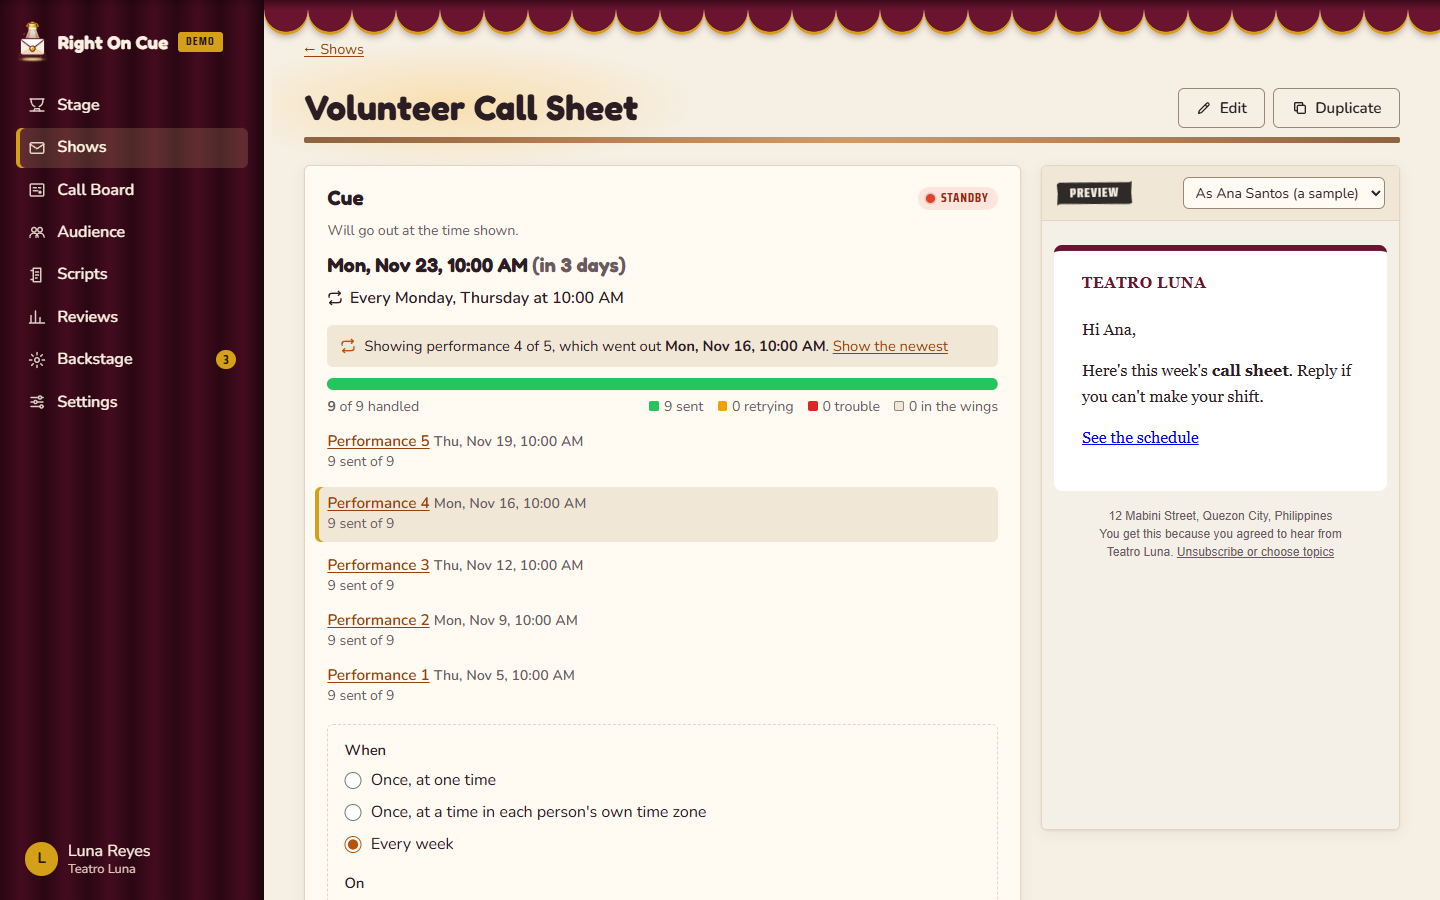 Right On Cue DEMO
Stage
Shows
Call Board
Audience
Scripts
Reviews
Backstage 3
Settings
L
Luna Reyes
Teatro Luna
← Shows
Volunteer Call Sheet
Edit
Duplicate
Cue
STANDBY
Will go out at the time shown.
Mon, Nov 23, 10:00 AM (in 3 days)
Every Monday, Thursday at 10:00 AM
Showing performance 4 of 5, which went out Mon, Nov 16, 10:00 AM. Show the newest
9 of 9 handled
9 sent 0 retrying 0 trouble 0 in the wings
Performance 5 Thu, Nov 19, 10:00 AM
9 sent of 9
Performance 4 Mon, Nov 16, 10:00 AM
9 sent of 9
Performance 3 Thu, Nov 12, 10:00 AM
9 sent of 9
Performance 2 Mon, Nov 9, 10:00 AM
9 sent of 9
Performance 1 Thu, Nov 5, 10:00 AM
9 sent of 9
When
Once, at one time
Once, at a time in each person's own time zone
Every week
On
PREVIEW
As Ana Santos (a sample)
TEATRO LUNA
Hi Ana,
Here's this week's call sheet. Reply if
you can't make your shift.
See the schedule
12 Mabini Street, Quezon City, Philippines
You get this because you agreed to hear from
Teatro Luna. Unsubscribe or choose topics